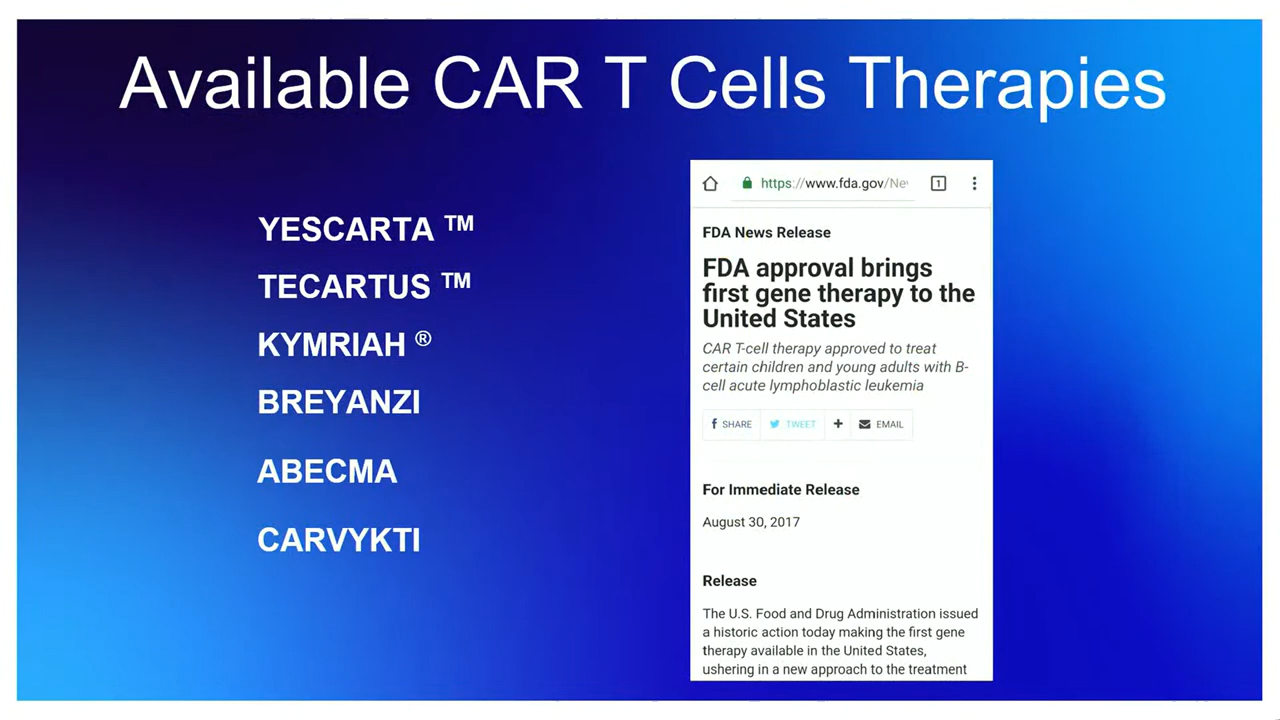 Available CAR T Cells Therapies
YESCARTA ™
TECARTUS ™
KYMRIAH ®
BREYANZI
ABECMA
CARVYKTI
https://www.fda.gov/Ne
1
FDA News Release
FDA approval brings
first gene therapy to the
United States
CAR T-cell therapy approved to treat
certain children and young adults with B-
cell acute lymphoblastic leukemia
f SHARE TWEET + EMAIL
For Immediate Release
August 30, 2017
Release
The U.S. Food and Drug Administration issued
a historic action today making the first gene
therapy available in the United States,
ushering in a new approach to the treatment